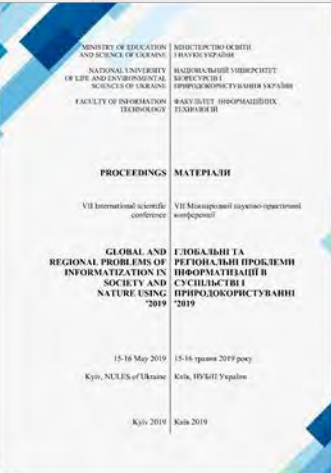 MINISTRY OF EDUCATION
AND SCIENCE OF UKRAINE
NATIONAL UNIVERSITY
OF LIFE AND ENVIRONMENTAL
SCIENCES OF UKRAINE
FACULTY OF INFORMATION
TECHNOLOGY
МІНІСТЕРСТВО ОСВІТИ
І НАУКИ УКРАЇНИ
НАЦІОНАЛЬНИЙ УНІВЕРСИТЕТ
БІОРЕСУРСІВ І
ПРИРОДОКОРИСТУВАННЯ УКРАЇНИ
ФАКУЛЬТЕТ ІНФОРМАЦІЙНИХ
ТЕХНОЛОГІЙ
PROCEEDINGS
МАТЕРІАЛИ
VII International scientific
conference
VII Міжнародної науково-практичної
конференції
GLOBAL AND
REGIONAL PROBLEMS OF
INFORMATIZATION IN
SOCIETY AND
NATURE USING
'2019
ГЛОБАЛЬНІ ТА
РЕГІОНАЛЬНІ ПРОБЛЕМИ
ІНФОРМАТИЗАЦІЇ В
СУСПІЛЬСТВІ І
ПРИРОДОКОРИСТУВАННІ
'2019
15-16 May 2019
15-16 травня 2019 року
Kyiv, NULES of Ukraine
Київ, НУБіП України
Kyiv 2019
Київ 2019